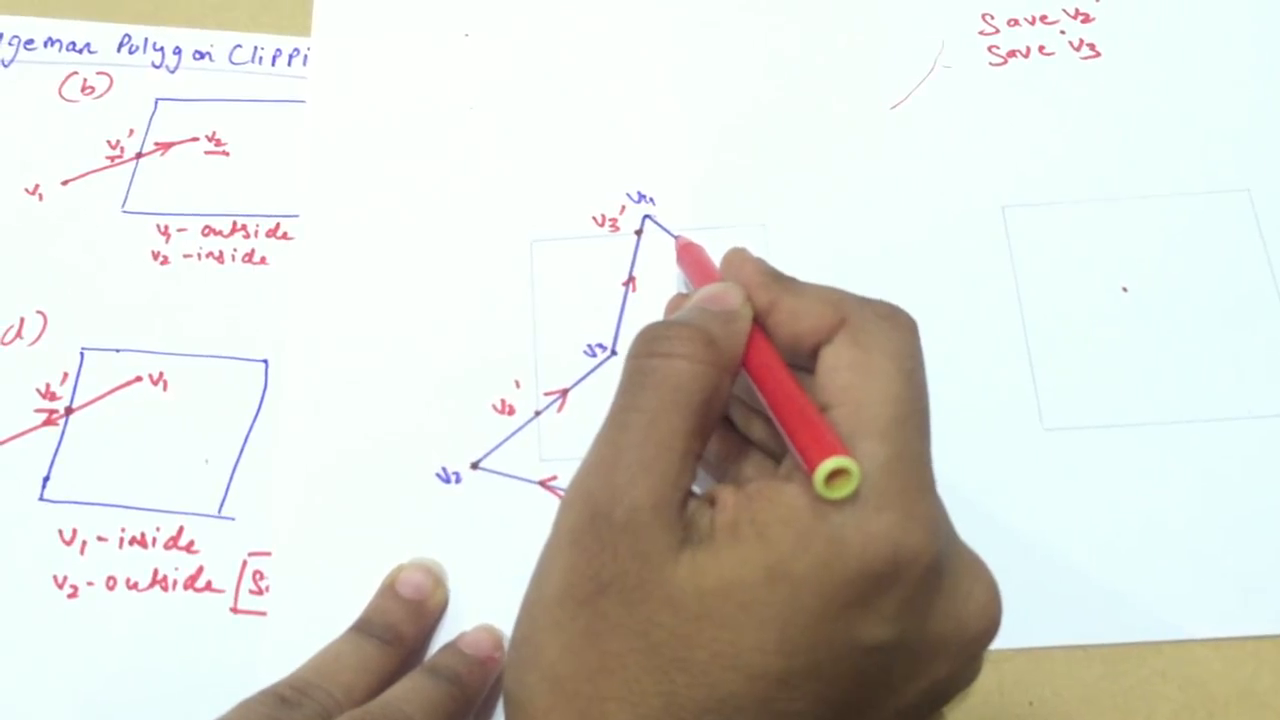 geman Polygon Clippi
(b)
v1'
v2
v1
v1- outside
v2 -inside
d)
v2'
v1
v1-inside
v2-outside [S
Save v2'
Save v3
v4
v3'
v3
v2'
v2